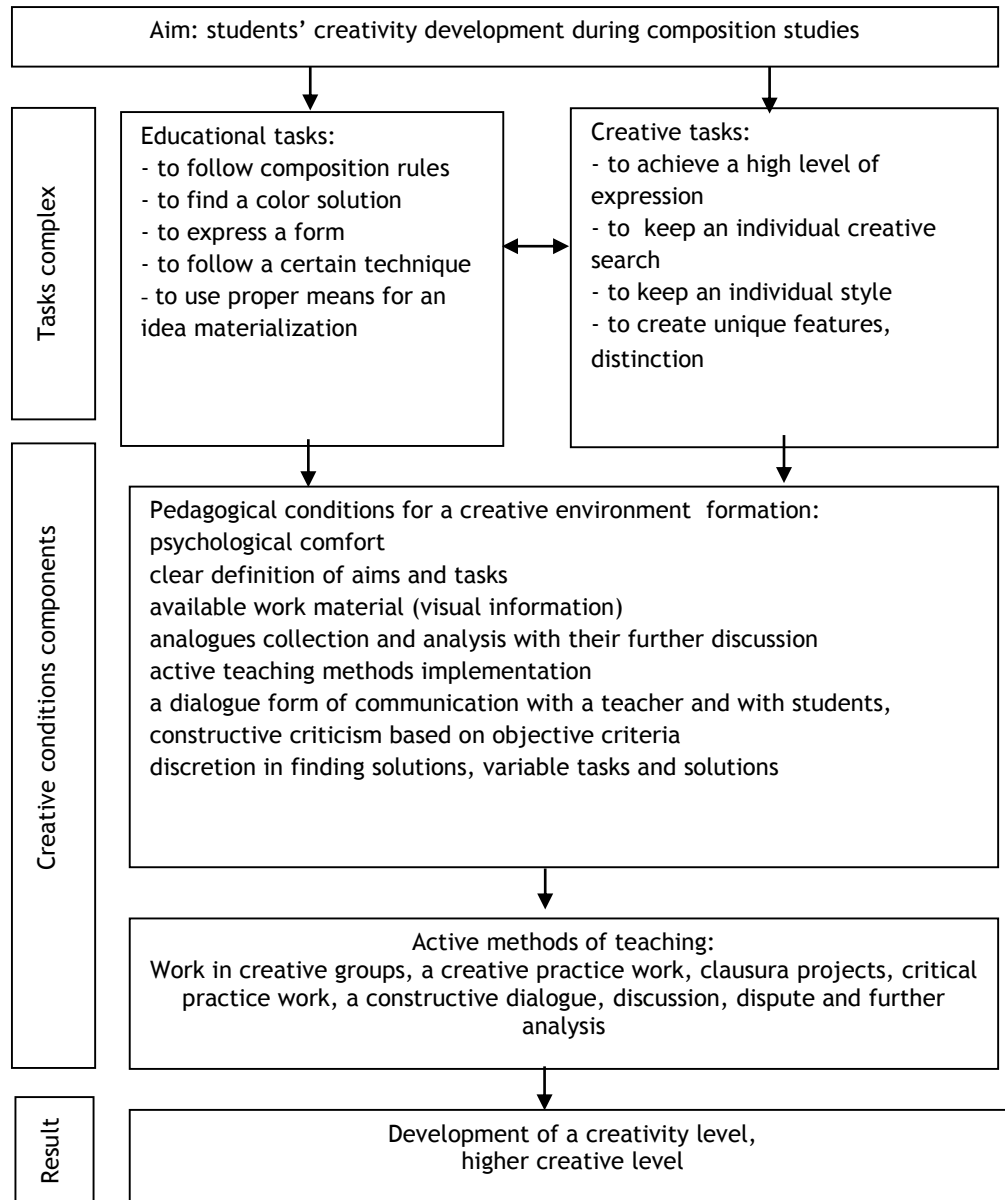 Aim: students’ creativity development during composition studies
Tasks complex
Educational tasks:
- to follow composition rules
- to find a color solution
- to express a form
- to follow a certain technique
- to use proper means for an
idea materialization
Creative tasks:
- to achieve a high level of
expression
- to keep an individual creative
search
- to keep an individual style
- to create unique features,
distinction
Creative conditions components
Pedagogical conditions for a creative environment formation:
psychological comfort
clear definition of aims and tasks
available work material (visual information)
analogues collection and analysis with their further discussion
active teaching methods implementation
a dialogue form of communication with a teacher and with students,
constructive criticism based on objective criteria
discretion in finding solutions, variable tasks and solutions
Active methods of teaching:
Work in creative groups, a creative practice work, clausura projects, critical
practice work, a constructive dialogue, discussion, dispute and further
analysis
Result
Development of a creativity level,
higher creative level